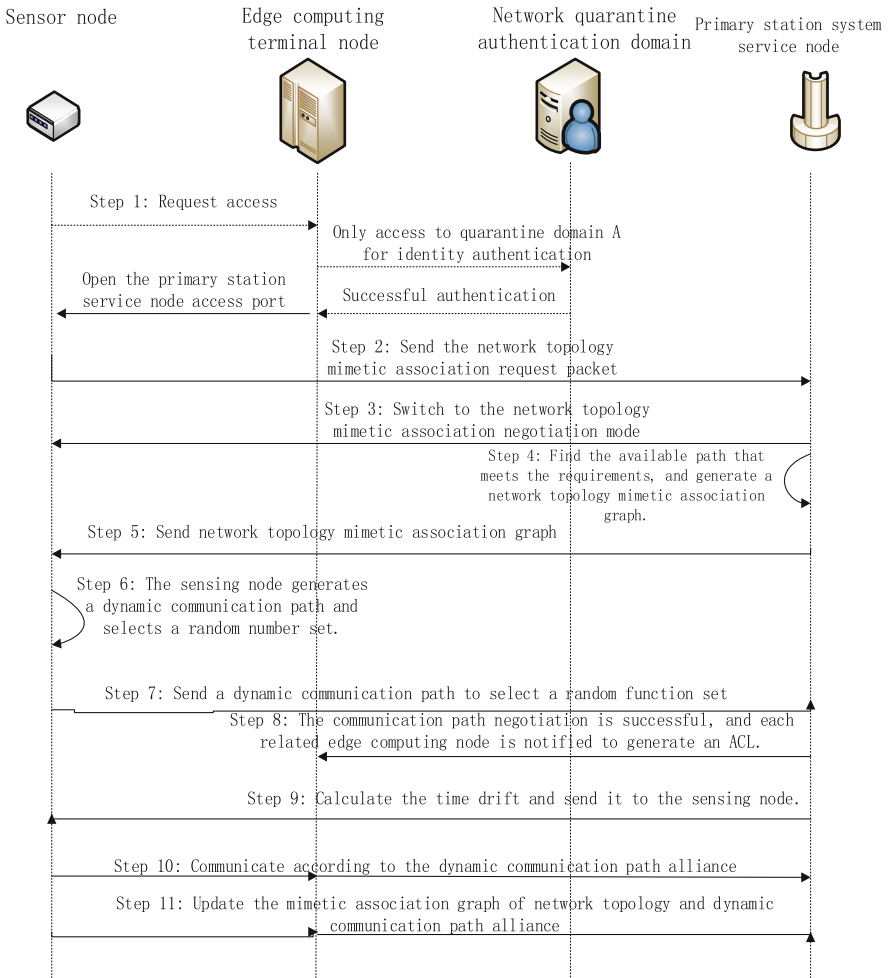 Sensor node
Edge computing
terminal node
Network quarantine
authentication domain
Primary station system
service node
Step 1: Request access
Only access to quarantine domain A
for identity authentication
Open the primary station
service node access port
Successful authentication
Step 2: Send the network topology
mimetic association request packet
Step 3: Switch to the network topology
mimetic association negotiation mode
Step 4: Find the available path that
meets the requirements, and generate a
network topology mimetic association
graph.
Step 5: Send network topology mimetic association graph
Step 6: The sensing node generates
a dynamic communication path and
selects a random number set.
Step 7: Send a dynamic communication path to select a random function set
Step 8: The communication path negotiation is successful, and each
related edge computing node is notified to generate an ACL.
Step 9: Calculate the time drift and send it to the sensing node.
Step 10: Communicate according to the dynamic communication path alliance
Step 11: Update the mimetic association graph of network topology and dynamic
communication path alliance